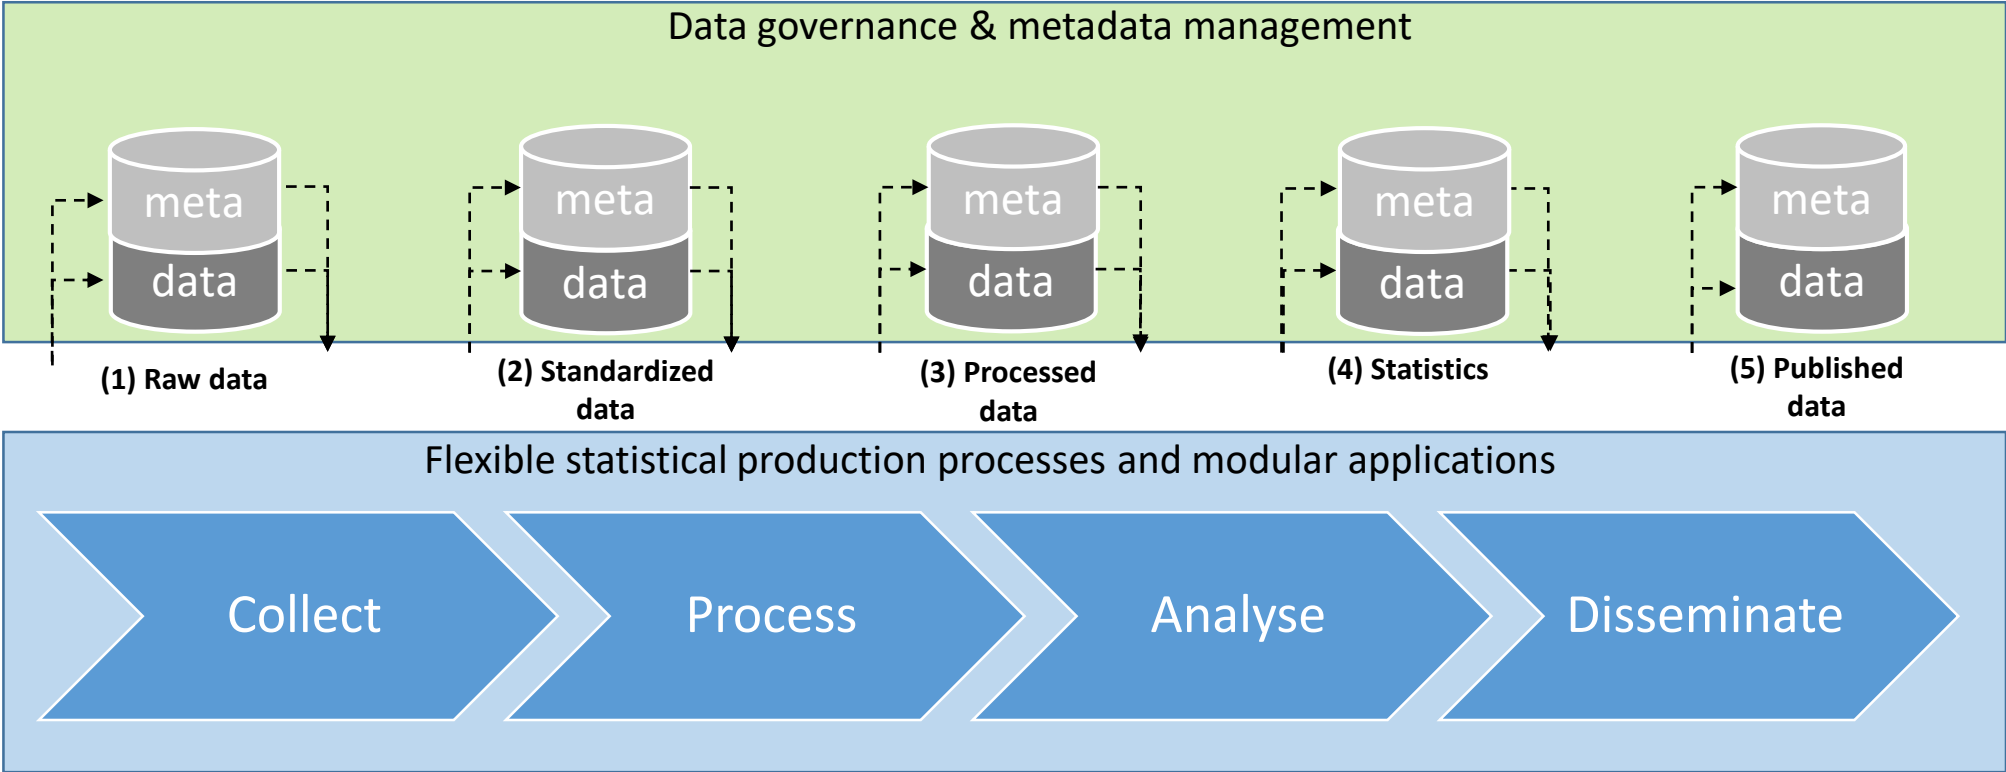 Data governance & metadata management
meta
data
meta
data
meta
data
meta
data
meta
data
(1) Raw data
(2) Standardized
data
(3) Processed
data
(4) Statistics
(5) Published
data
Flexible statistical production processes and modular applications
Collect
Process
Analyse
Disseminate